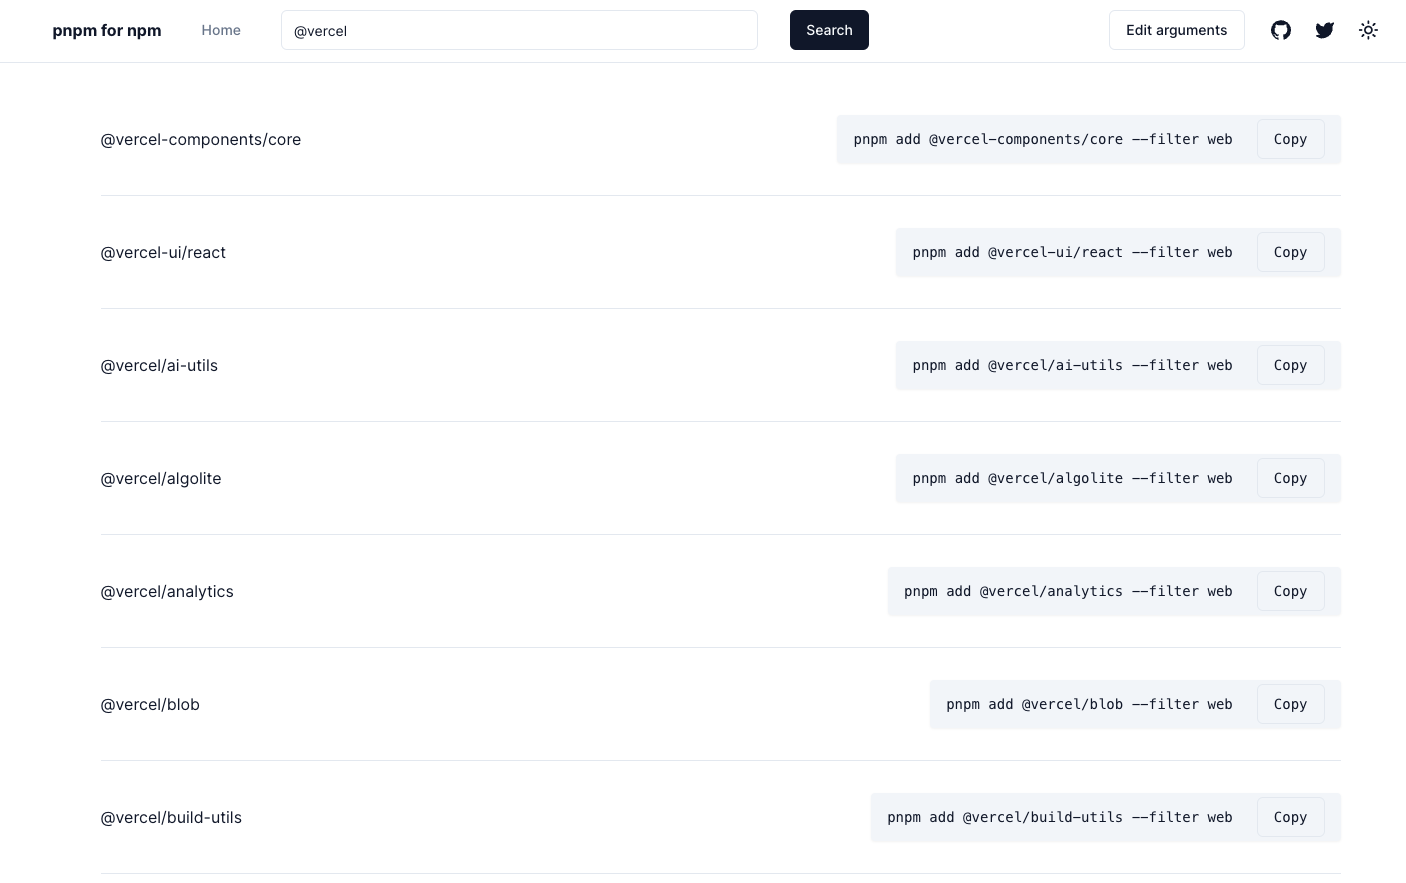 pnpm for npm Home @vercel Search Edit arguments
@vercel-components/core pnpm add @vercel-components/core --filter web Copy
@vercel-ui/react pnpm add @vercel-ui/react --filter web Copy
@vercel/ai-utils pnpm add @vercel/ai-utils --filter web Copy
@vercel/algolite pnpm add @vercel/algolite --filter web Copy
@vercel/analytics pnpm add @vercel/analytics --filter web Copy
@vercel/blob pnpm add @vercel/blob --filter web Copy
@vercel/build-utils pnpm add @vercel/build-utils --filter web Copy